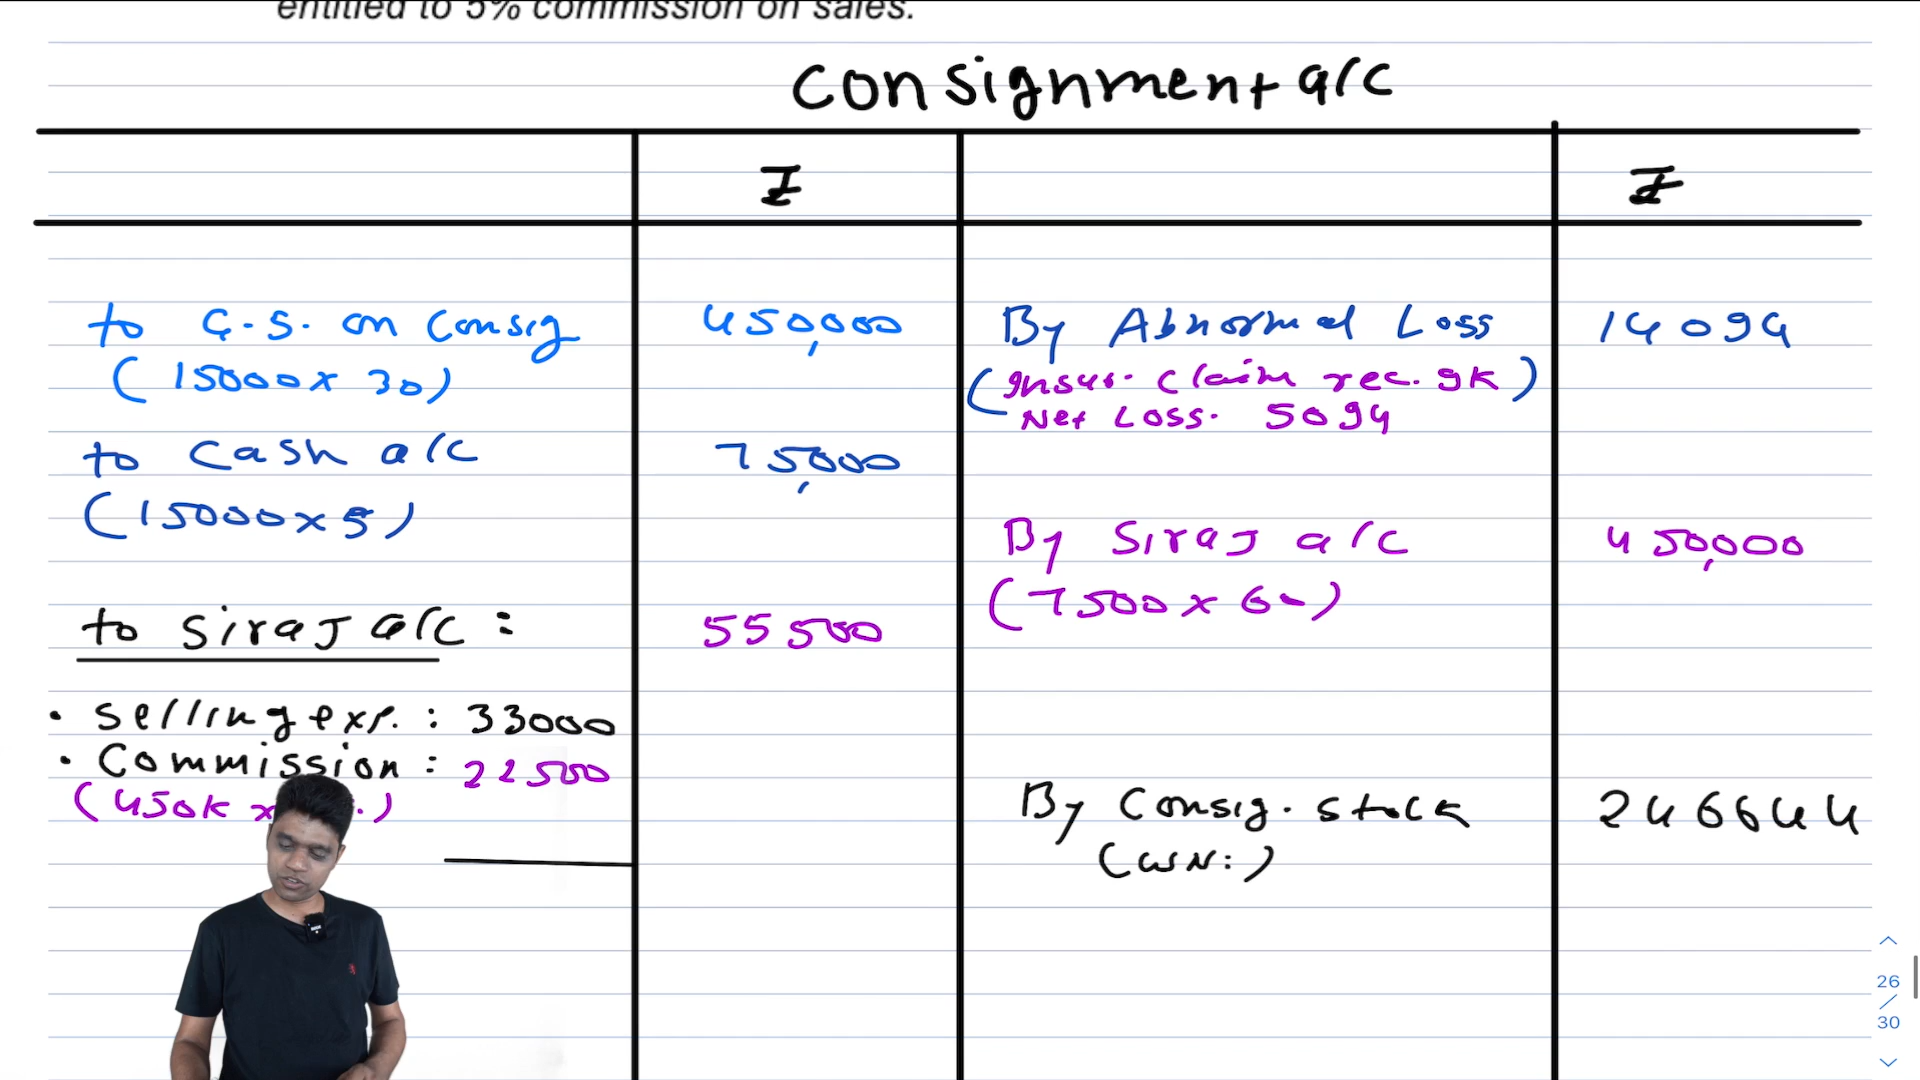 entitled to 5% commission on sales.
Consignment a/c
₹ ₹
to G.S. on Consig 450,000
(15000 x 30)
to Cash a/c 75,000
(15000 x 5)
to Siraj a/c : 55500
• Selling exp. : 33000
• Commission : 22500
(450k x .)
By Abnormal Loss 14094
(Insur. Claim rec. 9K)
Net Loss. 5094
By Siraj a/c 450,000
(7500 x 60)
By Consig. stock 246644
(WN:)
26
/
30